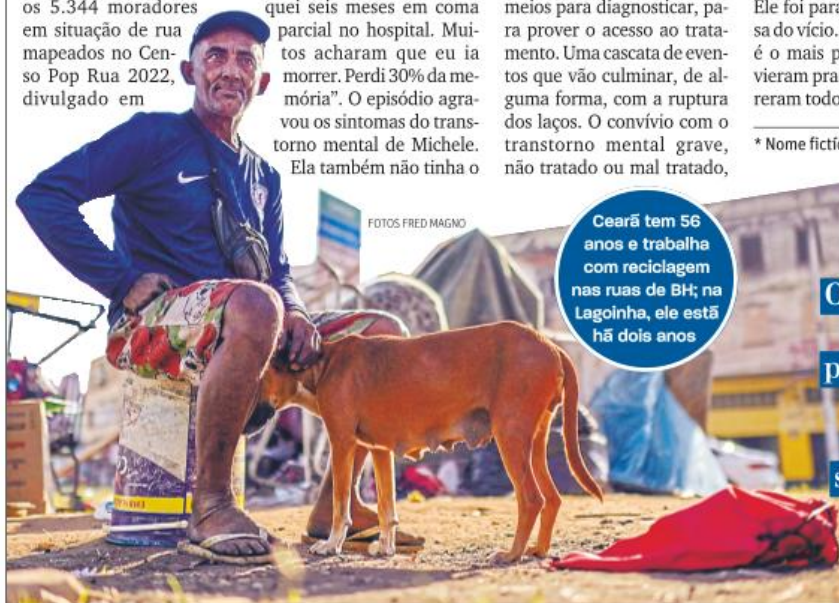 os 5.344 moradores
em situação de rua
mapeados no Cen-
so Pop Rua 2022,
divulgado em
quei seis meses em coma
parcial no hospital. Mui-
tos acharam que eu ia
morrer. Perdi 30% da me-
mória”. O episódio agra-
vou os sintomas do trans-
torno mental de Michele.
Ela também não tinha o
meios para diagnosticar, pa-
ra prover o acesso ao trata-
mento. Uma cascata de even-
tos que vão culminar, de al-
guma forma, com a ruptura
dos laços. O convívio com o
transtorno mental grave,
não tratado ou mal tratado,
Ele foi para
sa do vício.
é o mais p
vieram pra
reram todo
* Nome fictí
FOTOS FRED MAGNO
Ceará tem 56
anos e trabalha
com reciclagem
nas ruas de BH; na
Lagoinha, ele está
há dois anos
p
s